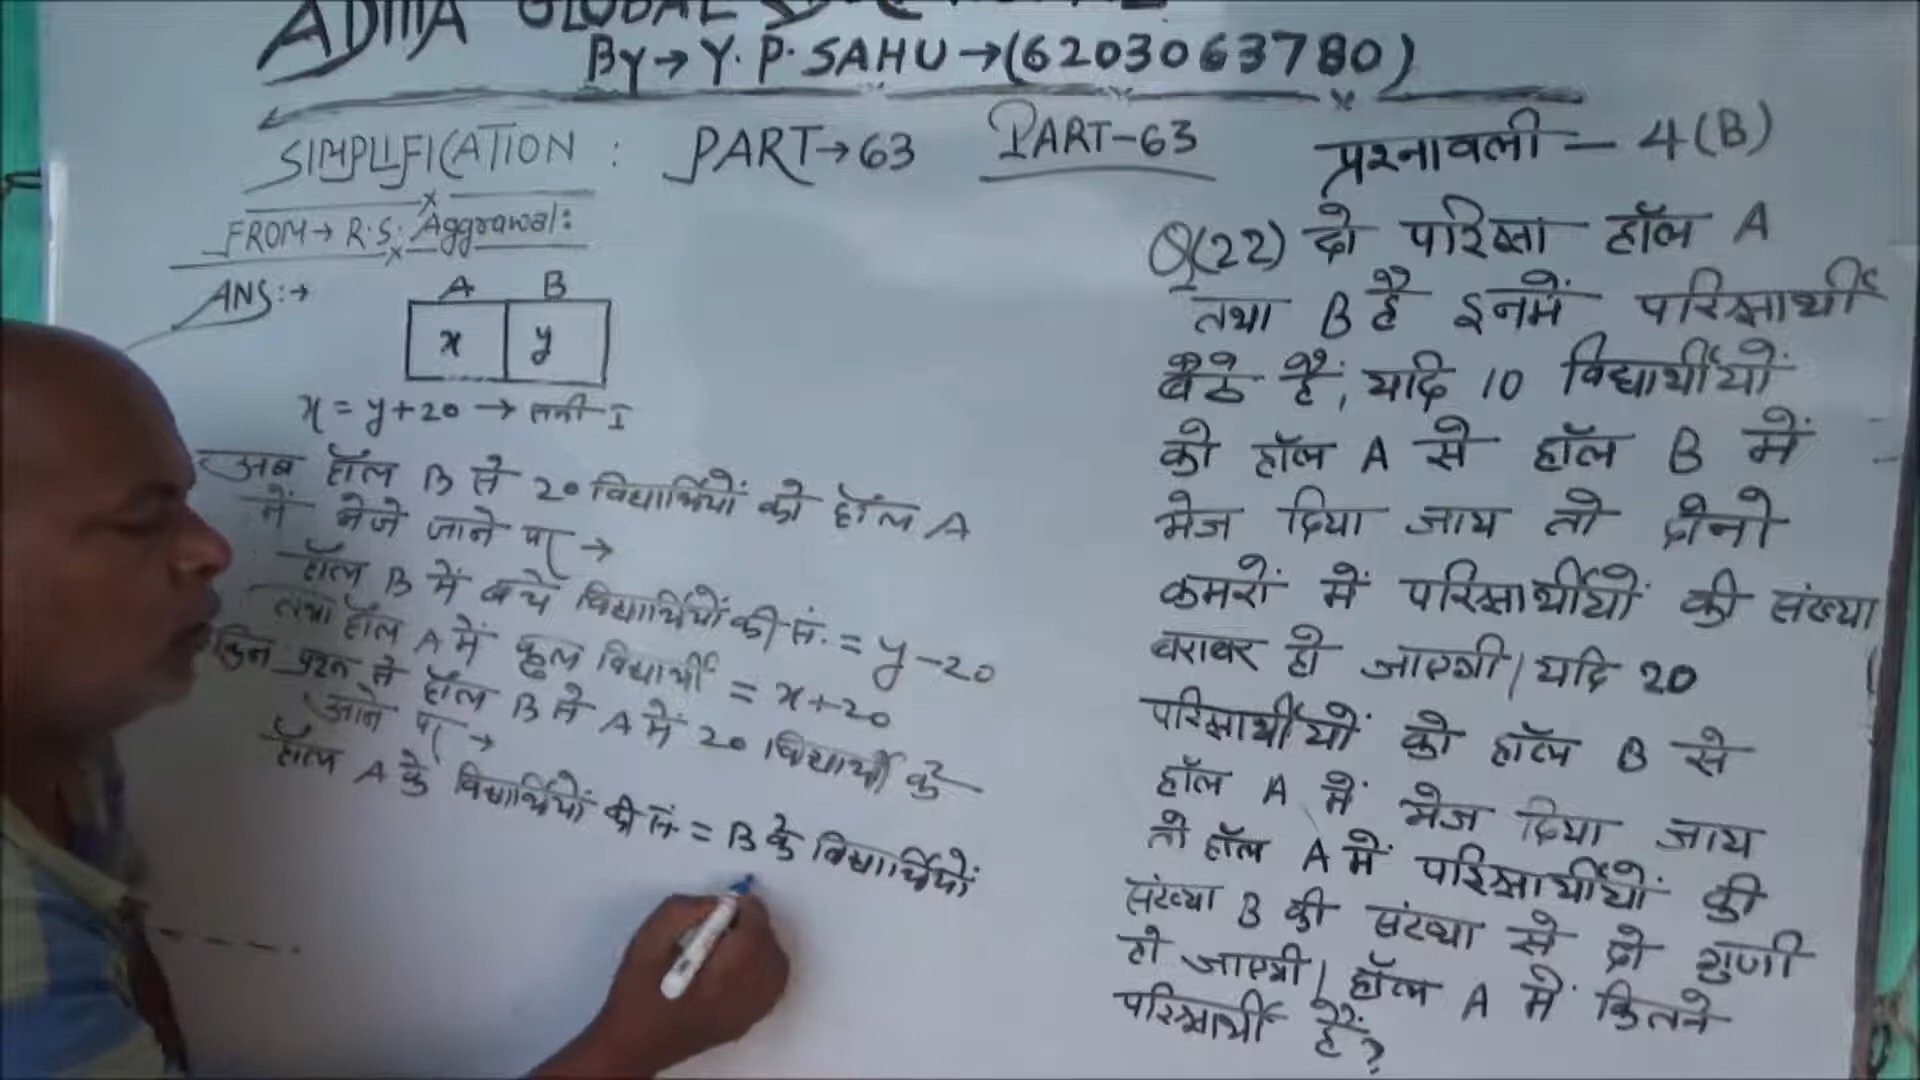 GLOBAL
BY→ Y. P. SAHU →(6203063780)
SIMPLIFICATION : PART→63 PART-63
FROM→ R.S. Aggrawal:
ANS:→
A B
x y
x = y+20 → समी I
अब हॉल B से 20 विद्यार्थियों को हॉल A
में भेजे जाने पर →
हॉल B में बचे विद्यार्थियों की सं. = y-20
तथा हॉल A में कुल विद्यार्थी = x+20
प्रश्न से हॉल B से A में 20 विद्यार्थी के
जाने पर →
हॉल A के विद्यार्थियों की सं. = B के विद्यार्थियों
प्रश्नावली - 4(B)
Q(22) दो परिक्षा हॉल A
तथा B है इनमें परिक्षार्थी
बैठे हैं, यदि 10 विद्यार्थीयों
को हॉल A से हॉल B में
भेज दिया जाय तो दोनो
कमरों में परिक्षार्थीयों की संख्या
बराबर हो जाएगी। यदि 20
परिक्षार्थीयों को हॉल B से
हॉल A में भेज दिया जाय
तो हॉल A में परिक्षार्थीयों की
संख्या B की संख्या से दो गुणी
हो जाएगी। हॉल A में कितने
परिक्षार्थी हैं?